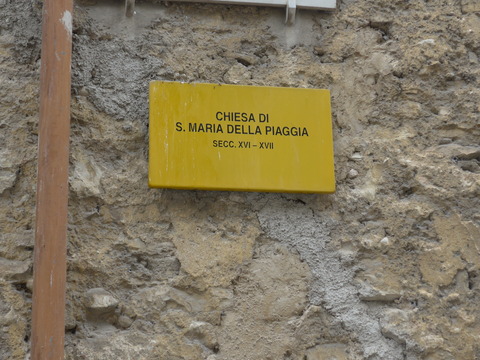 CHIESA DI
S. MARIA DELLA PIAGGIA
SECC. XVI – XVII